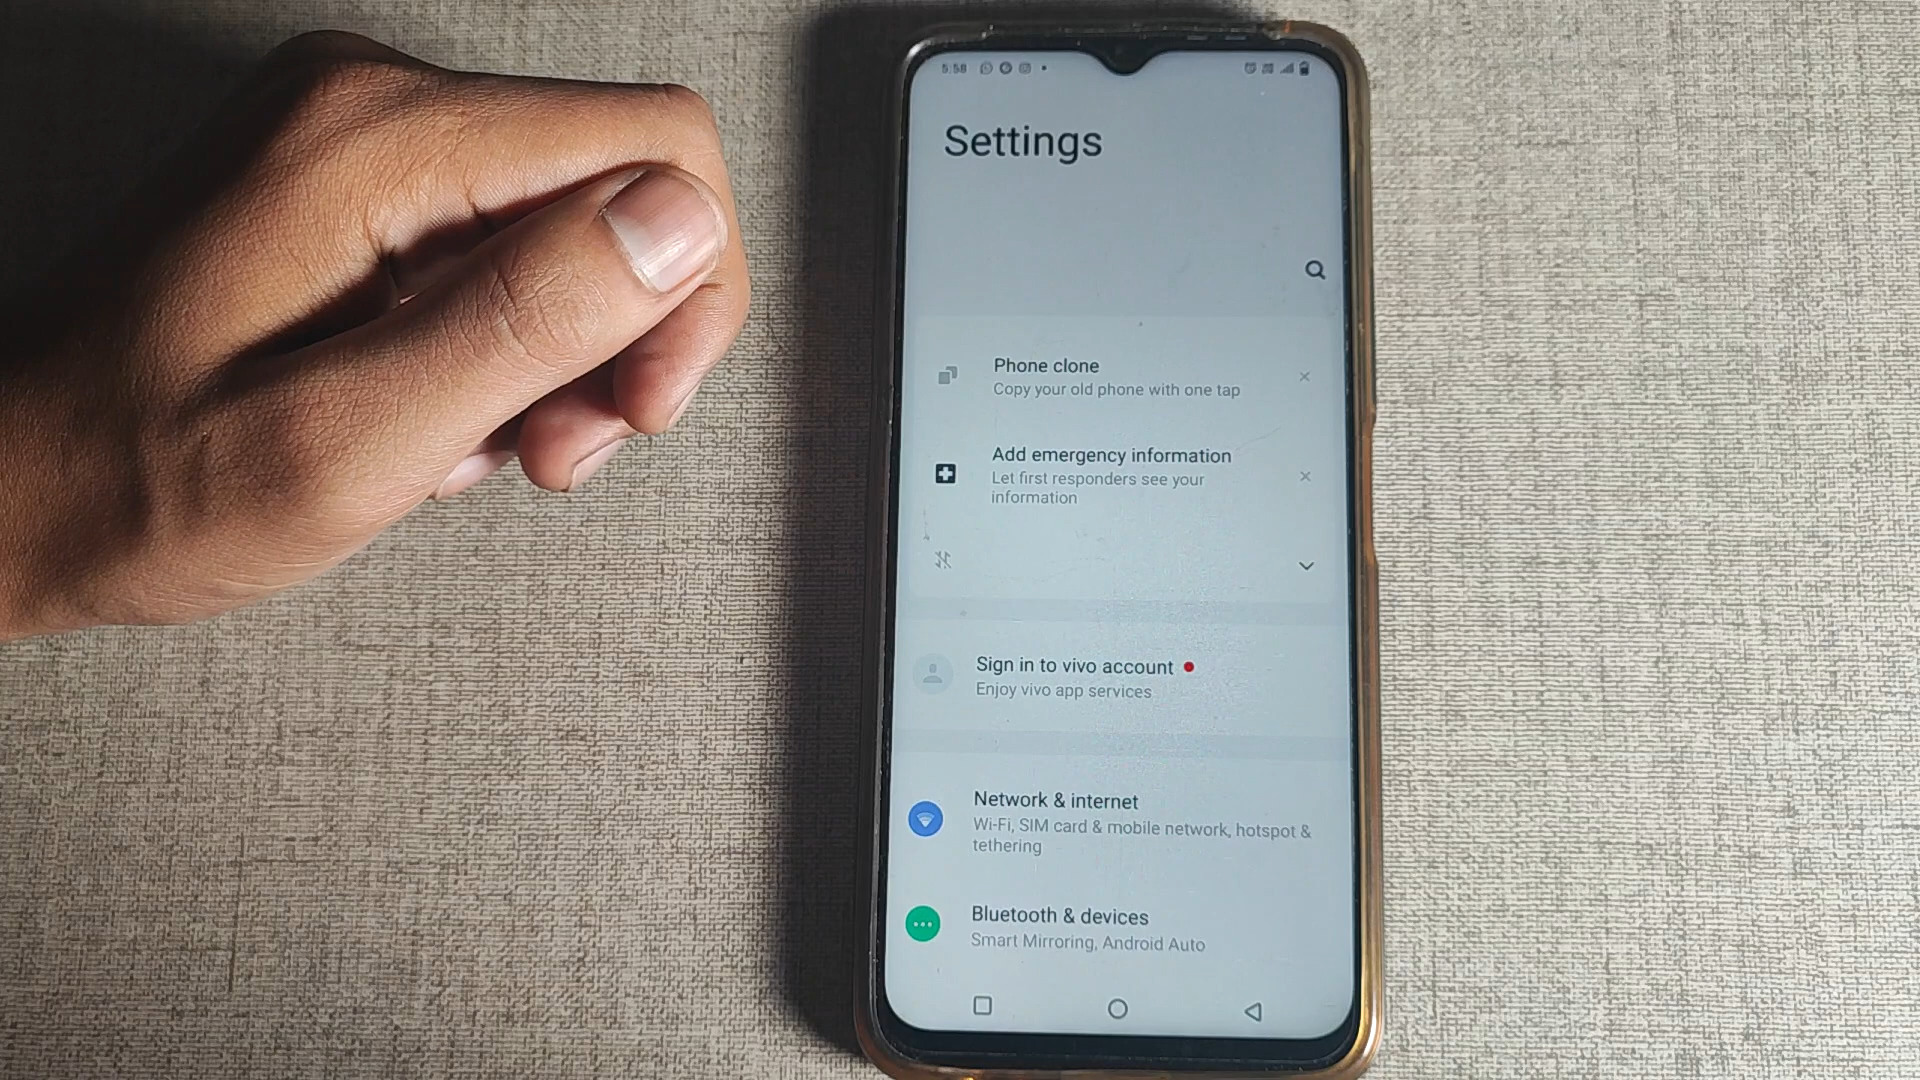 5:58
Settings
Phone clone
Copy your old phone with one tap
Add emergency information
Let first responders see your
information
Sign in to vivo account
Enjoy vivo app services
Network & internet
Wi-Fi, SIM card & mobile network, hotspot &
tethering
Bluetooth & devices
Smart Mirroring, Android Auto